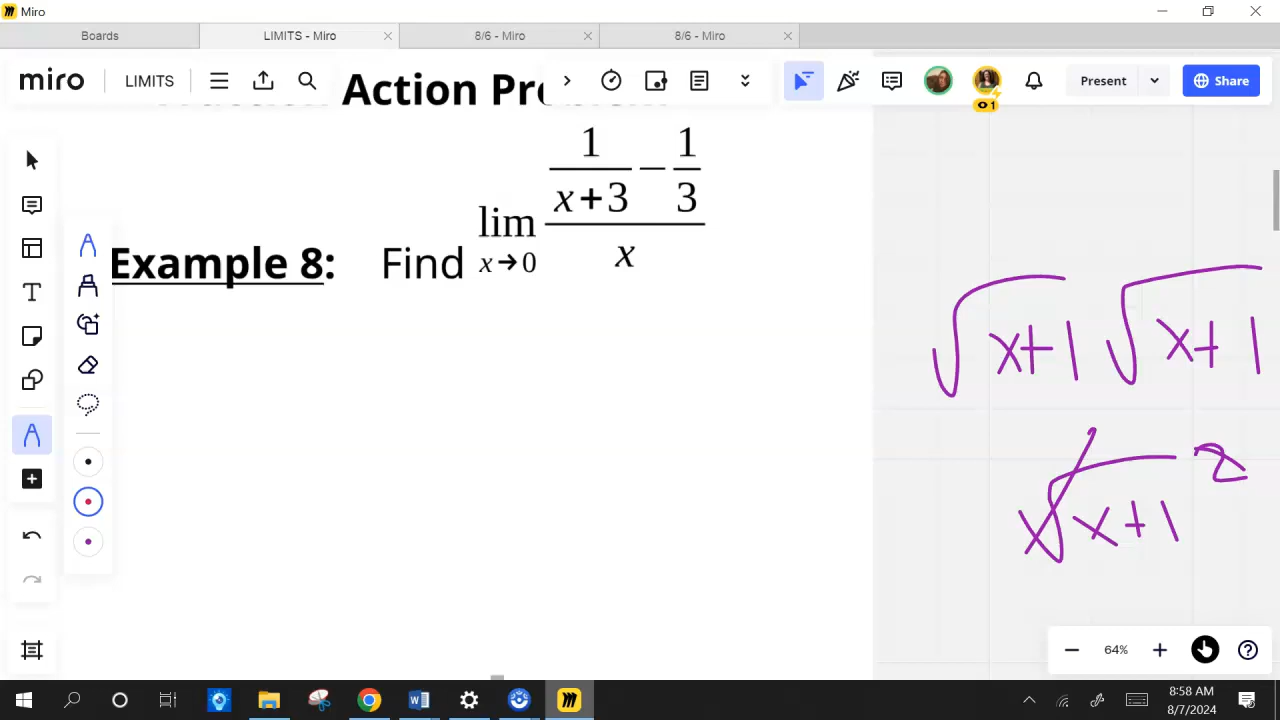 Miro
Boards
LIMITS - Miro
8/6 - Miro
8/6 - Miro
miro
LIMITS
Present
Share
1
Action
Example 8: Find lim x→0 (1/(x+3) − 1/3)/x
√x+1 √x+1
√x+1 2
64%
8:58 AM
8/7/2024